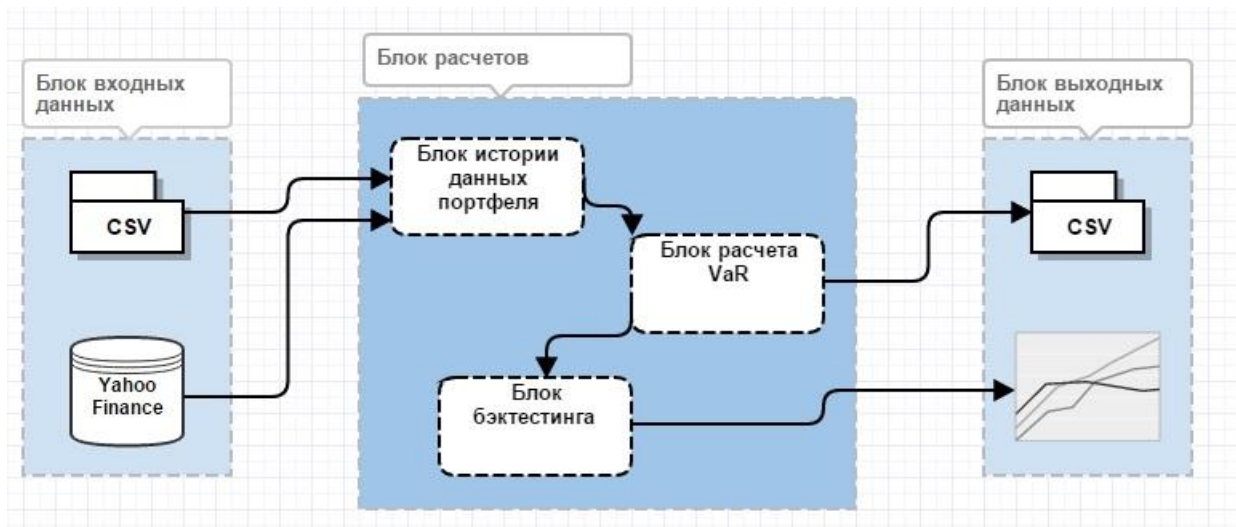 Блок входных
данных
CSV
Yahoo
Finance
Блок расчетов
Блок истории
данных
портфеля
Блок расчета
VaR
Блок
бэктестинга
Блок выходных
данных
CSV